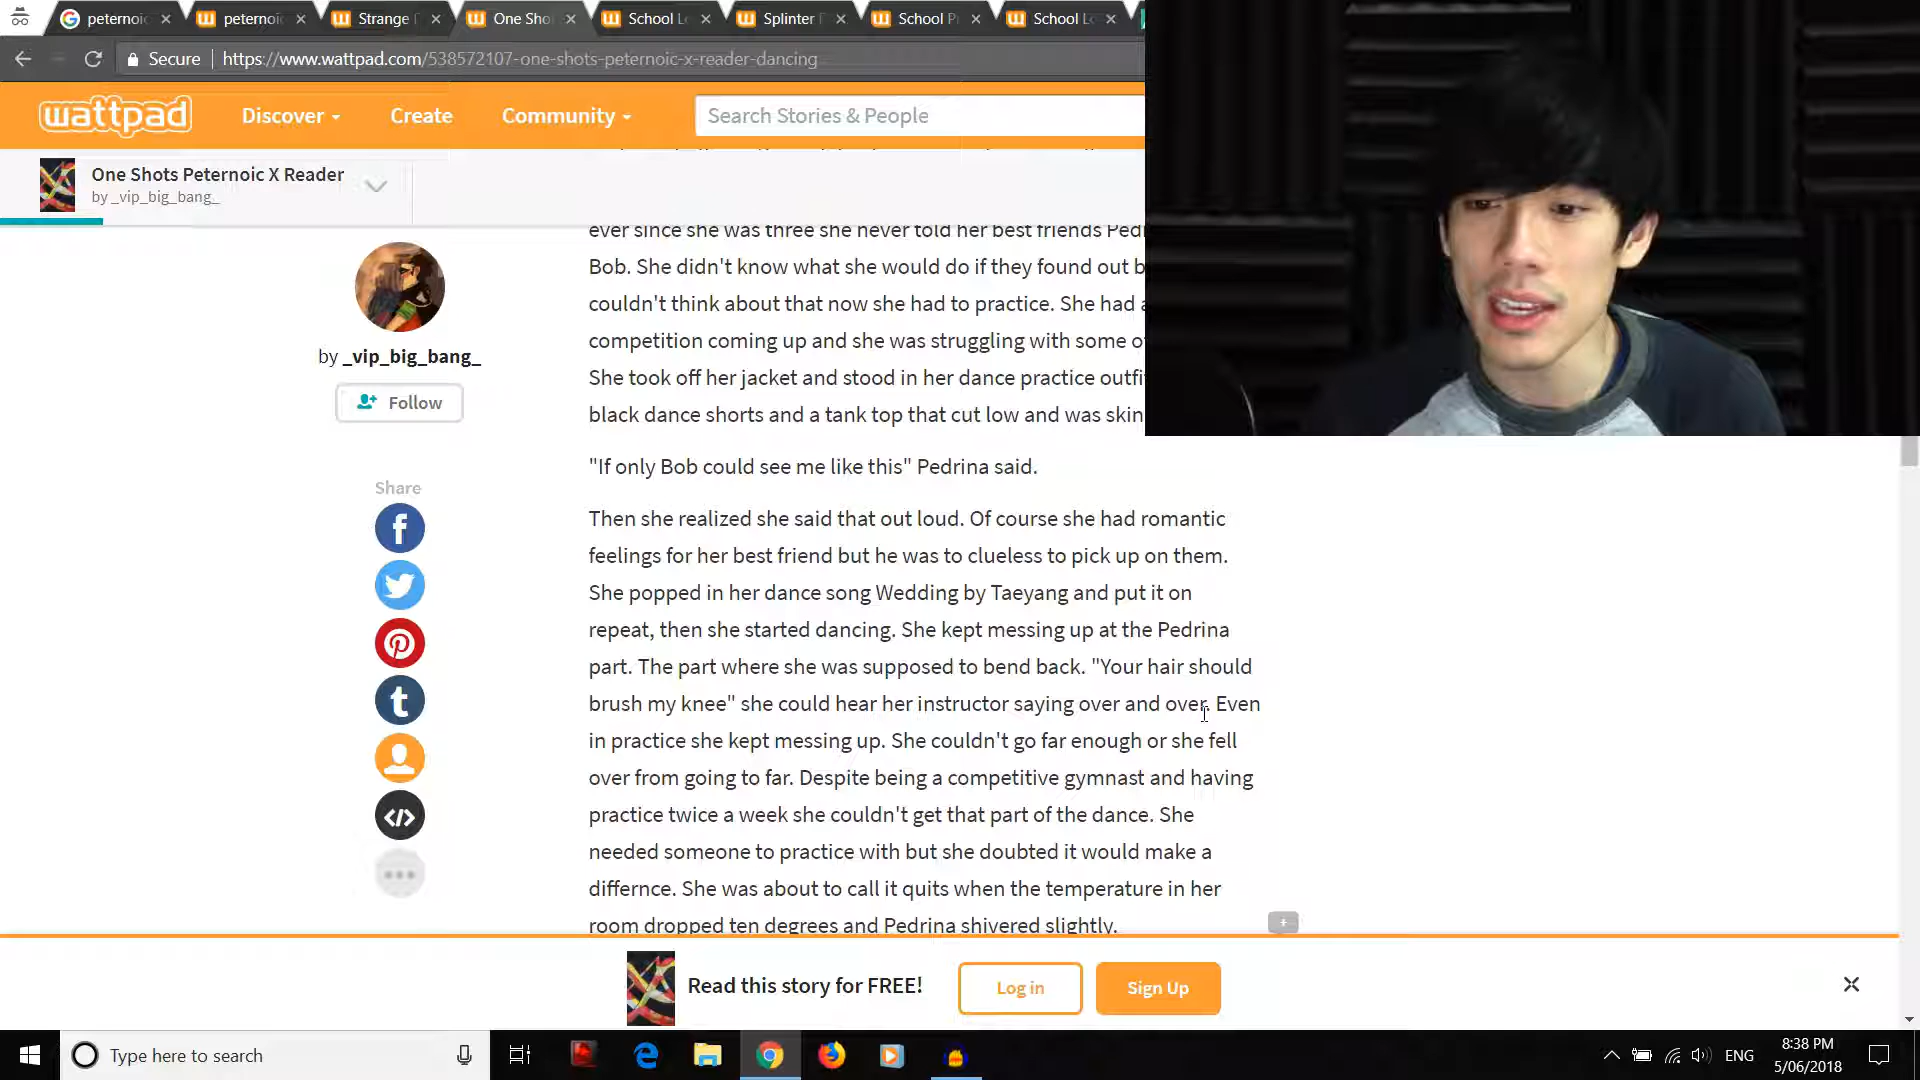 peternoic
peternoic
Strange
One Sho
School L
Splinter
School P
School L
Secure
https://www.wattpad.com/538572107-one-shots-peternoic-x-reader-dancing
wattpad
Discover
Create
Community
Search Stories & People
One Shots Peternoic X Reader
by _vip_big_bang_
by _vip_big_bang_
Follow
Share
ever since she was three she never told her best friends Ped
Bob. She didn't know what she would do if they found out b
couldn't think about that now she had to practice. She had a
competition coming up and she was struggling with some o
She took off her jacket and stood in her dance practice outfi
black dance shorts and a tank top that cut low and was skin
"If only Bob could see me like this" Pedrina said.
Then she realized she said that out loud. Of course she had romantic
feelings for her best friend but he was to clueless to pick up on them.
She popped in her dance song Wedding by Taeyang and put it on
repeat, then she started dancing. She kept messing up at the Pedrina
part. The part where she was supposed to bend back. "Your hair should
brush my knee" she could hear her instructor saying over and over. Even
in practice she kept messing up. She couldn't go far enough or she fell
over from going to far. Despite being a competitive gymnast and having
practice twice a week she couldn't get that part of the dance. She
needed someone to practice with but she doubted it would make a
differnce. She was about to call it quits when the temperature in her
room dropped ten degrees and Pedrina shivered slightly.
Read this story for FREE!
Log in
Sign Up
Type here to search
ENG
8:38 PM
5/06/2018